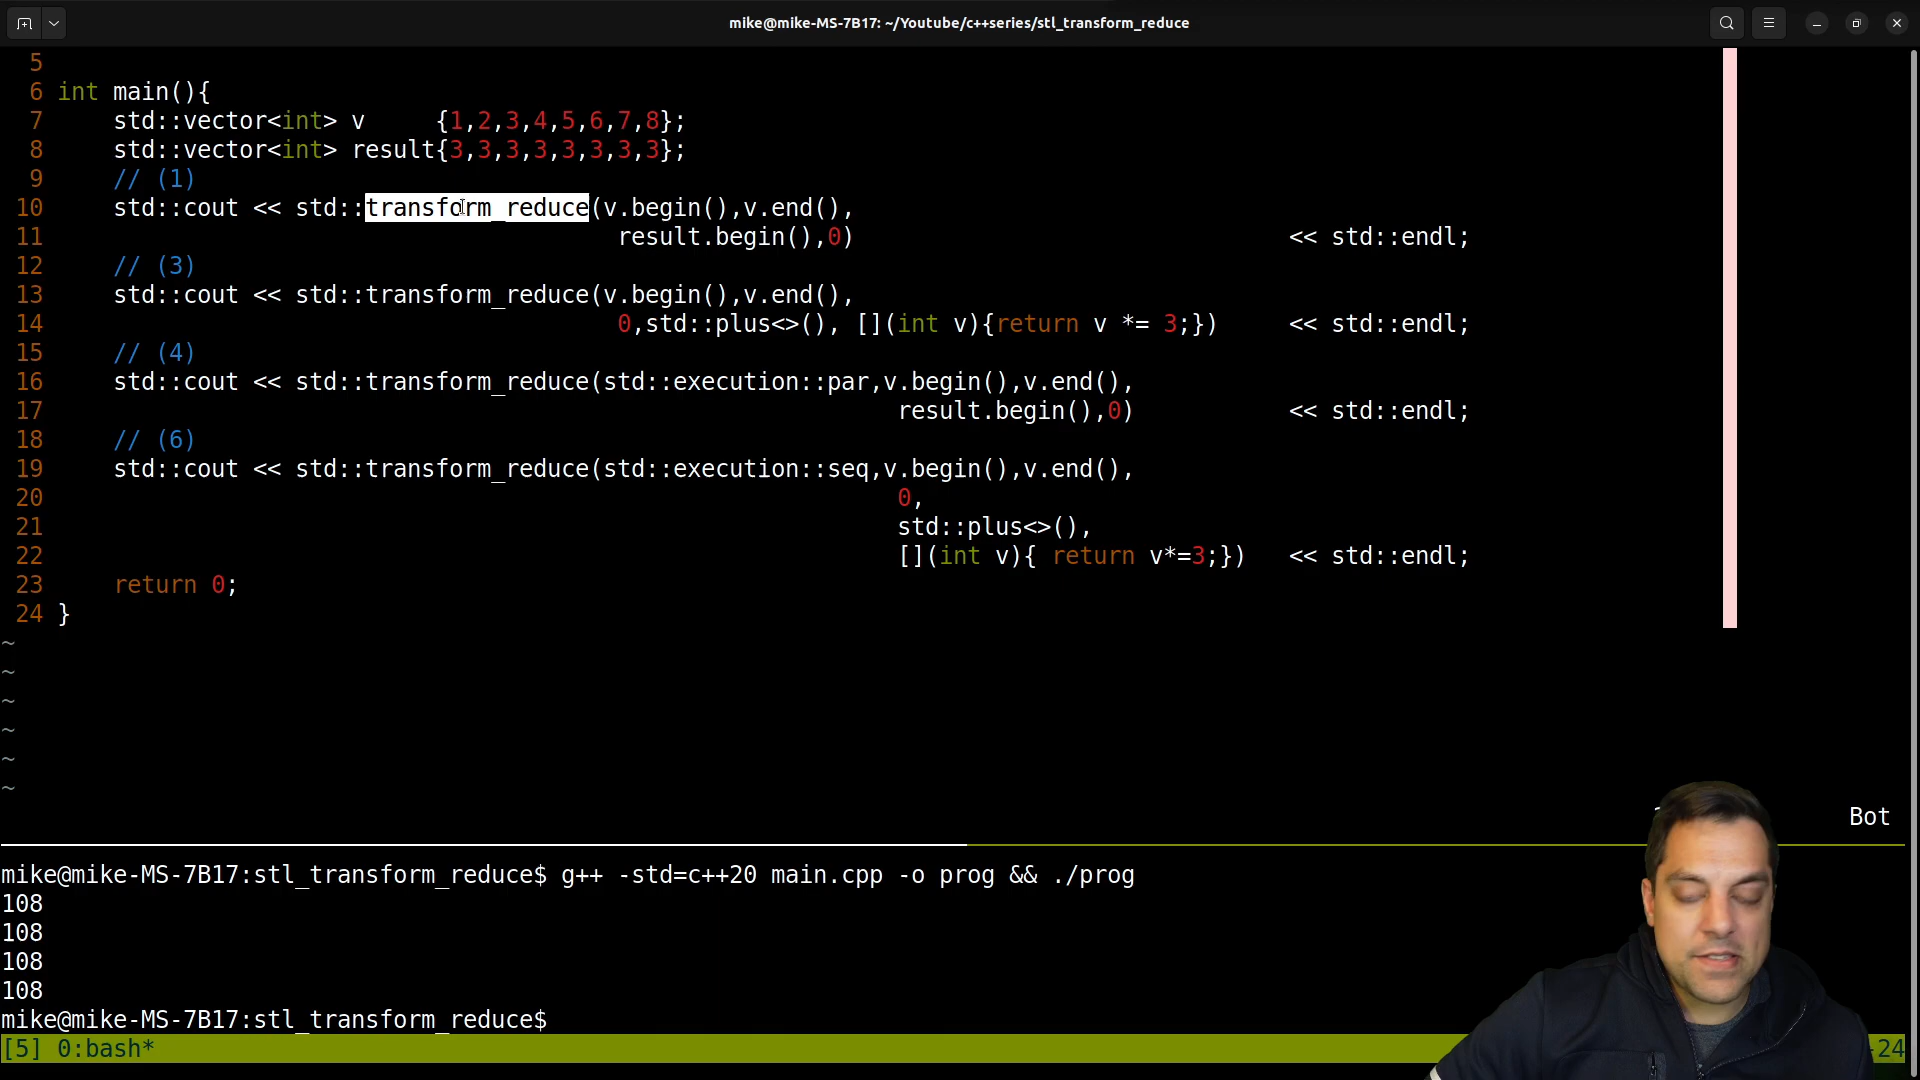 mike@mike-MS-7B17: ~/Youtube/c++series/stl_transform_reduce
5
6 int main(){
7     std::vector<int> v     {1,2,3,4,5,6,7,8};
8     std::vector<int> result{3,3,3,3,3,3,3,3};
9     // (1)
10     std::cout << std::transform_reduce(v.begin(),v.end(),
11                                         result.begin(),0)                               << std::endl;
12     // (3)
13     std::cout << std::transform_reduce(v.begin(),v.end(),
14                                         0,std::plus<>(), [](int v){return v *= 3;})     << std::endl;
15     // (4)
16     std::cout << std::transform_reduce(std::execution::par,v.begin(),v.end(),
17                                                             result.begin(),0)           << std::endl;
18     // (6)
19     std::cout << std::transform_reduce(std::execution::seq,v.begin(),v.end(),
20                                                             0,
21                                                             std::plus<>(),
22                                                             [](int v){ return v*=3;})   << std::endl;
23     return 0;
24 }
~
~
~
~
~
~
Bot
mike@mike-MS-7B17:stl_transform_reduce$ g++ -std=c++20 main.cpp -o prog && ./prog
108
108
108
108
mike@mike-MS-7B17:stl_transform_reduce$
[5] 0:bash* -24